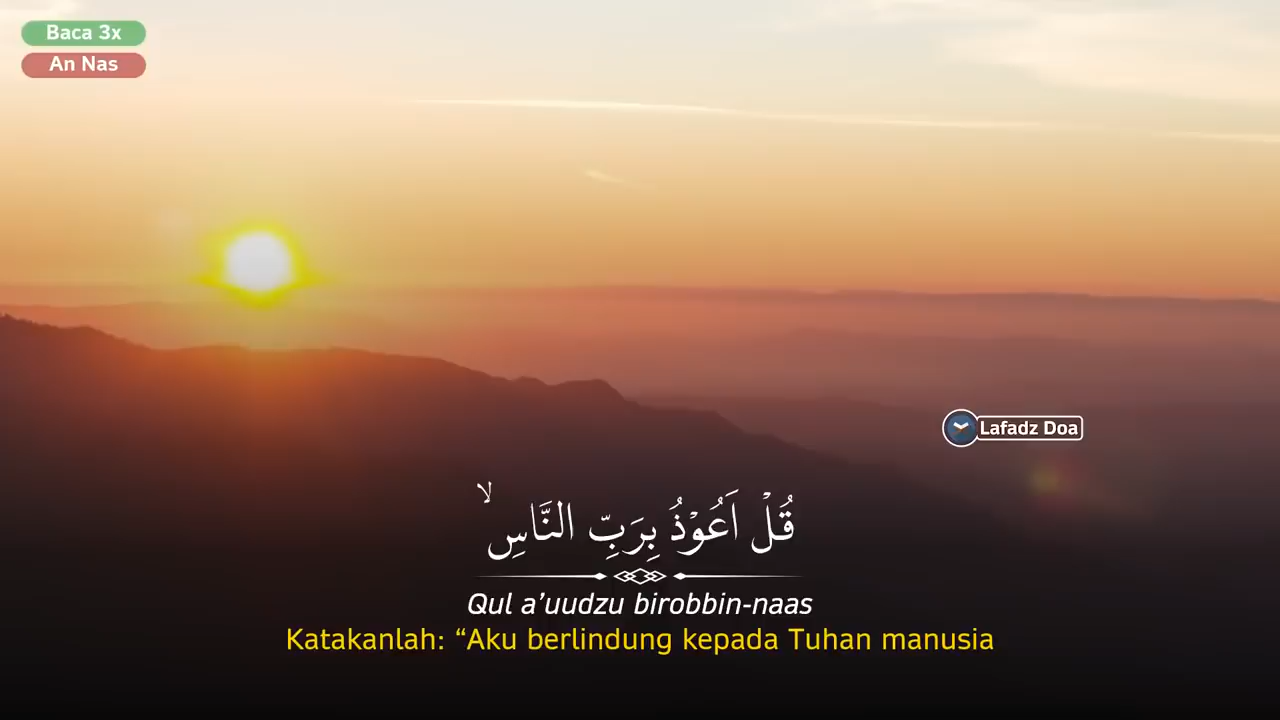 Baca 3x
An Nas
Lafadz Doa
قُلْ اَعُوْذُ بِرَبِّ النَّاسِۙ
Qul a’uudzu birobbin-naas
Katakanlah: “Aku berlindung kepada Tuhan manusia